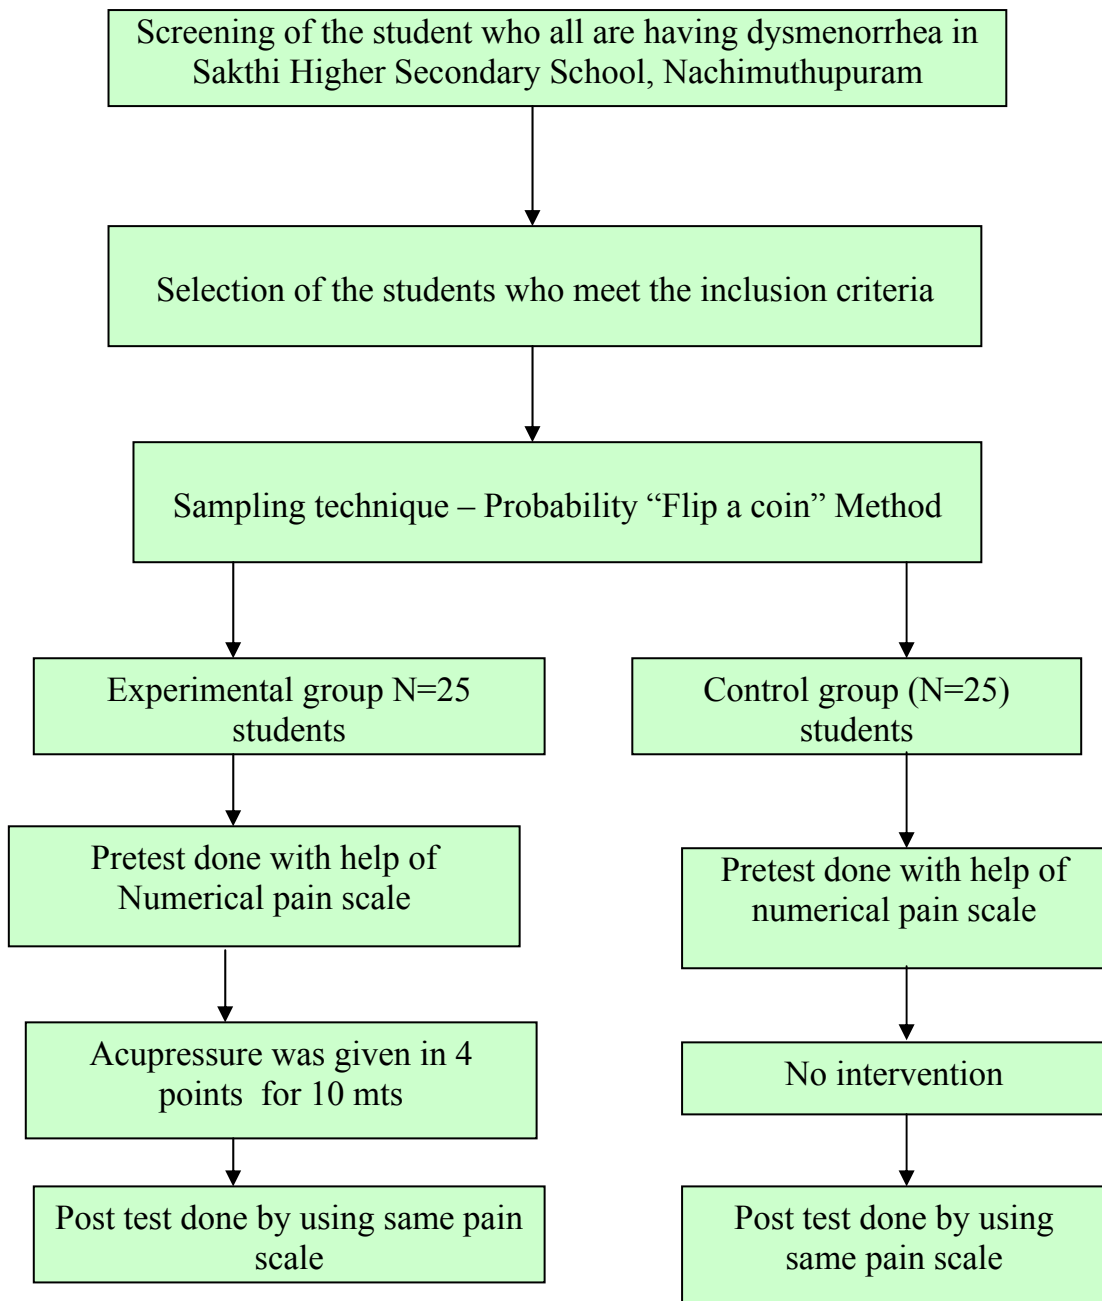 Screening of the student who all are having dysmenorrhea in
Sakthi Higher Secondary School, Nachimuthupuram
Selection of the students who meet the inclusion criteria
Sampling technique – Probability “Flip a coin” Method
Experimental group N=25
students
Control group (N=25)
students
Pretest done with help of
Numerical pain scale
Pretest done with help of
numerical pain scale
Acupressure was given in 4
points for 10 mts
No intervention
Post test done by using same pain
scale
Post test done by using
same pain scale